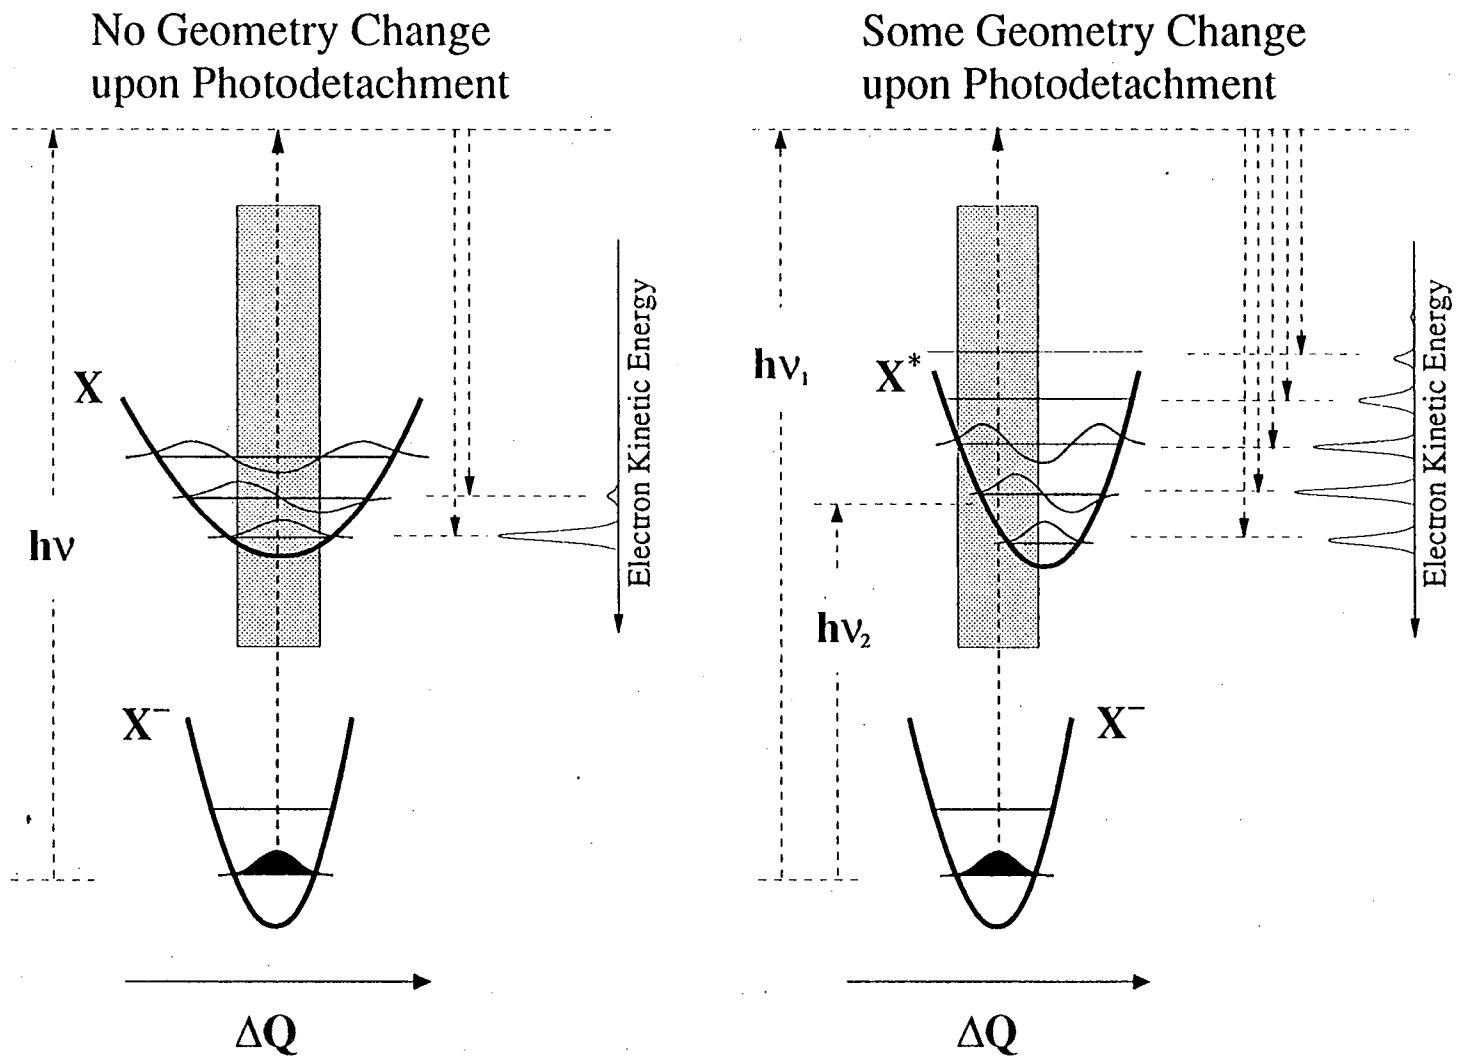 No Geometry Change
upon Photodetachment
Some Geometry Change
upon Photodetachment
X
hν
X⁻
ΔQ
Electron Kinetic Energy
hν₁
X*
hν₂
X⁻
ΔQ
Electron Kinetic Energy